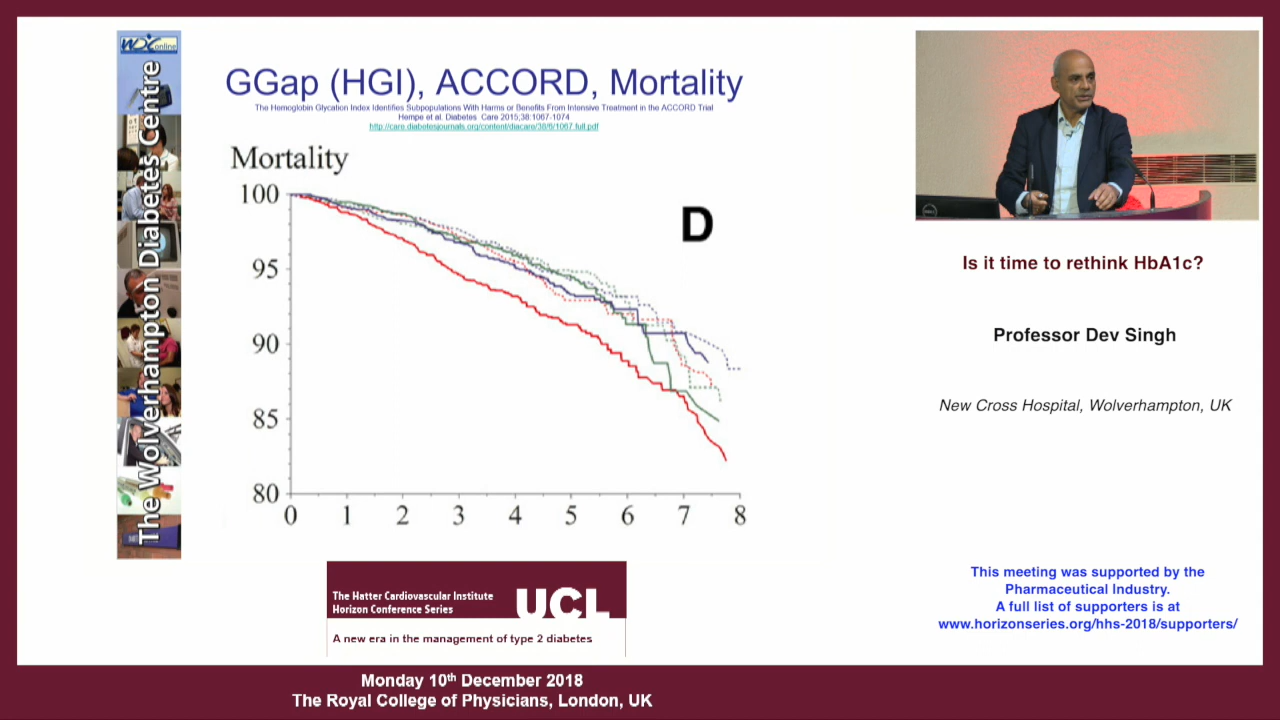 WDC online
The Wolverhampton Diabetes Centre
GGap (HGI), ACCORD, Mortality
The Hemoglobin Glycation Index Identifies Subpopulations With Harms or Benefits From Intensive Treatment in the ACCORD Trial
Hempe et al. Diabetes Care 2015;38:1067-1074
http://care.diabetesjournals.org/content/diacare/38/6/1067.full.pdf
Mortality
100
95
90
85
80
0 1 2 3 4 5 6 7 8
D
Is it time to rethink HbA1c?
Professor Dev Singh
New Cross Hospital, Wolverhampton, UK
This meeting was supported by the
Pharmaceutical Industry.
A full list of supporters is at
www.horizonseries.org/hhs-2018/supporters/
The Hatter Cardiovascular Institute
Horizon Conference Series
UCL
A new era in the management of type 2 diabetes
Monday 10th December 2018
The Royal College of Physicians, London, UK